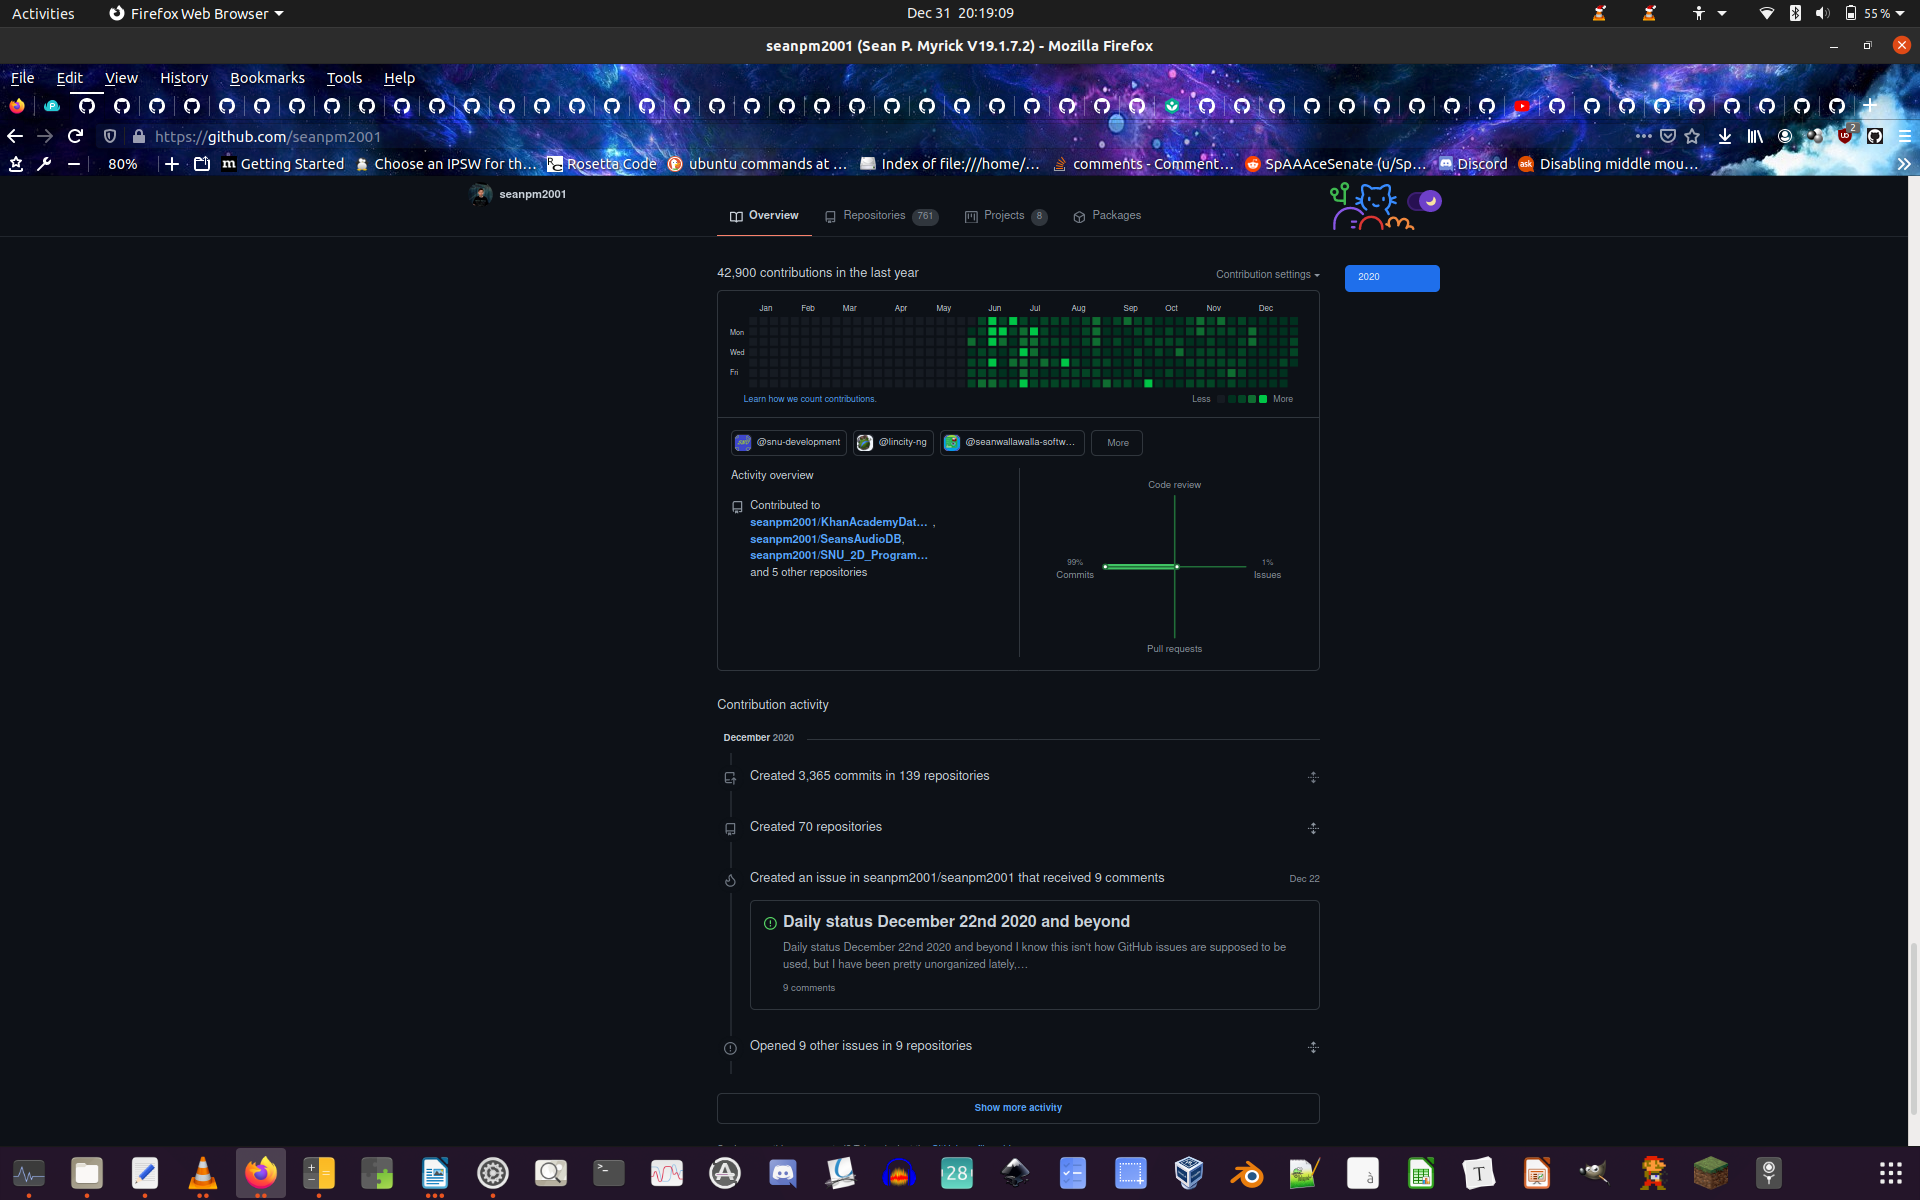 Activities
Firefox Web Browser
Dec 31 20:19:09
55 %
seanpm2001 (Sean P. Myrick V19.1.7.2) - Mozilla Firefox
File Edit View History Bookmarks Tools Help
https://github.com/seanpm2001
2
80%
Getting Started
Choose an IPSW for th…
Rosetta Code
ubuntu commands at …
Index of file:///home/…
comments - Comment…
SpAAAceSenate (u/Sp…
Discord
Disabling middle mou…
seanpm2001
Overview
Repositories 761
Projects 8
Packages
42,900 contributions in the last year
Contribution settings
2020
Jan Feb Mar Apr May Jun Jul Aug Sep Oct Nov Dec
Mon
Wed
Fri
Learn how we count contributions.
Less
More
@snu-development
@lincity-ng
@seanwallawalla-softw…
More
Activity overview
Contributed to
seanpm2001/KhanAcademyDat… ,
seanpm2001/SeansAudioDB,
seanpm2001/SNU_2D_Program…
and 5 other repositories
Code review
99%
Commits
1%
Issues
Pull requests
Contribution activity
December 2020
Created 3,365 commits in 139 repositories
Created 70 repositories
Created an issue in seanpm2001/seanpm2001 that received 9 comments
Dec 22
Daily status December 22nd 2020 and beyond
Daily status December 22nd 2020 and beyond I know this isn't how GitHub issues are supposed to be
used, but I have been pretty unorganized lately,…
9 comments
Opened 9 other issues in 9 repositories
Show more activity
28